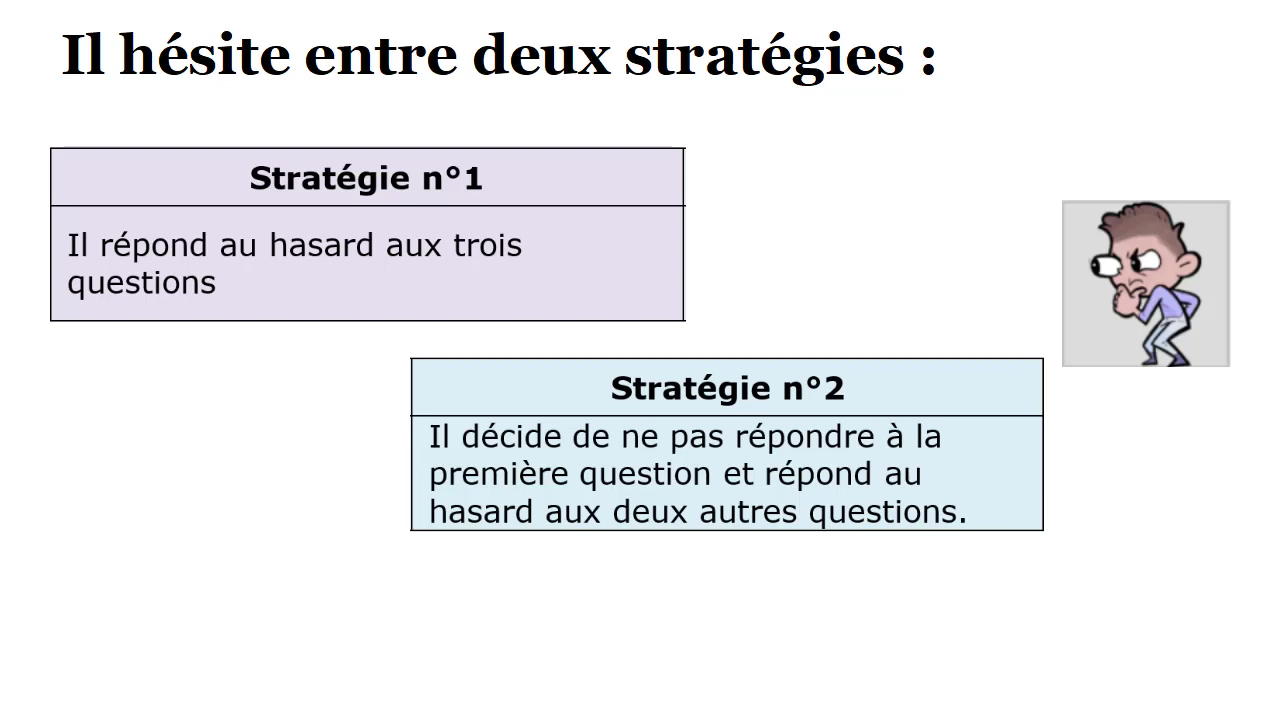 Il hésite entre deux stratégies :
Stratégie n°1
Il répond au hasard aux trois
questions
Stratégie n°2
Il décide de ne pas répondre à la
première question et répond au
hasard aux deux autres questions.